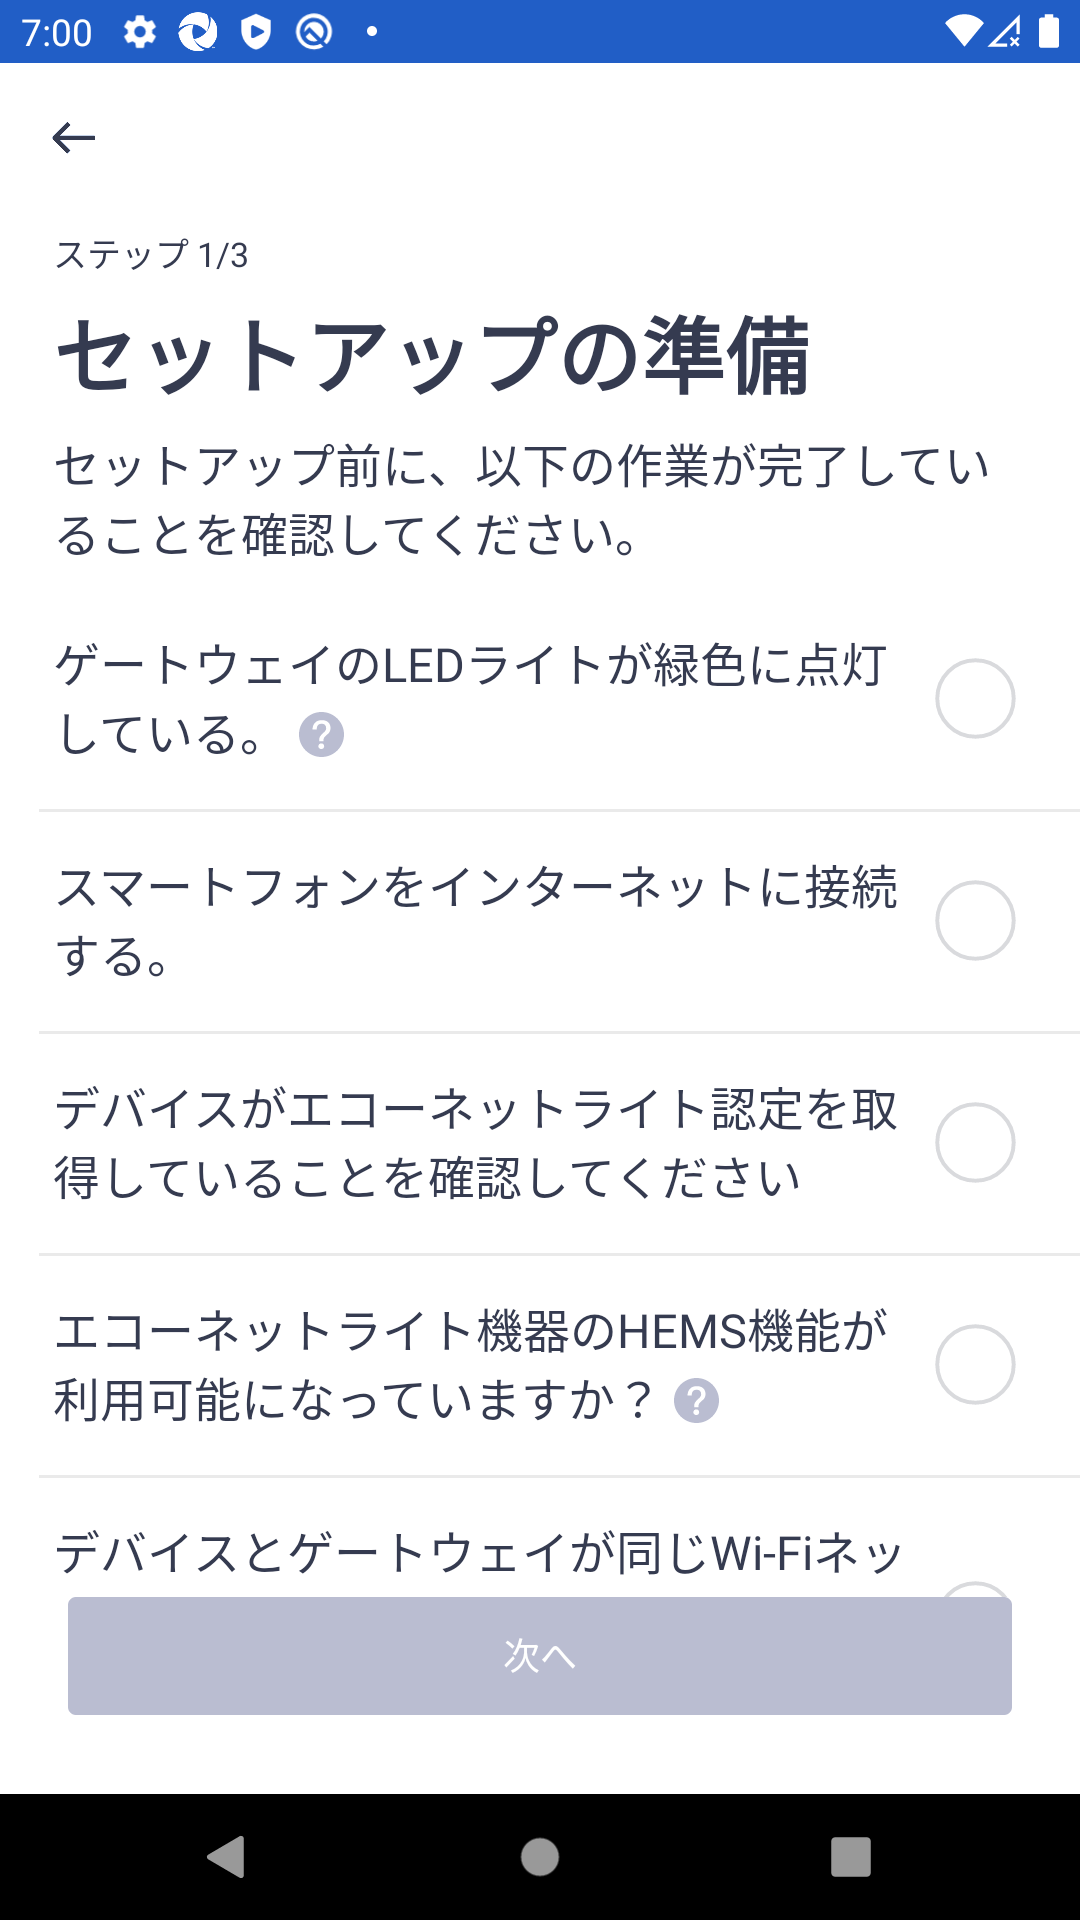 7:00
ステップ 1/3
セットアップの準備
セットアップ前に、以下の作業が完了してい
ることを確認してください。
ゲートウェイのLEDライトが緑色に点灯
している。 ?
スマートフォンをインターネットに接続
する。
デバイスがエコーネットライト認定を取
得していることを確認してください
エコーネットライト機器のHEMS機能が
利用可能になっていますか？ ?
デバイスとゲートウェイが同じWi-Fiネッ
次へ